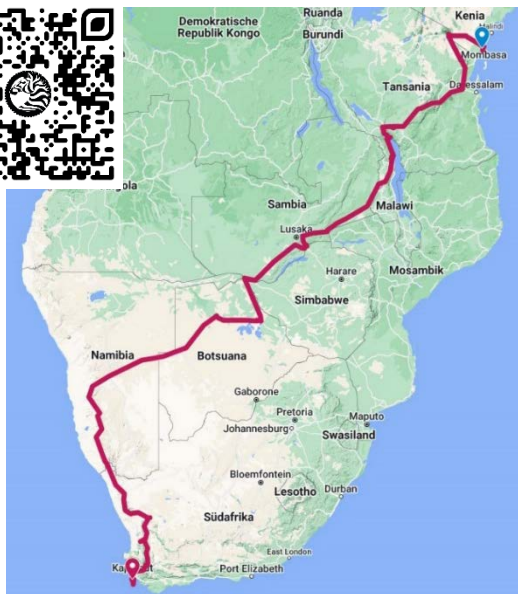 Ruanda
Kenia
Demokratische
Republik Kongo
Burundi
Malindi
Mombasa
Tansania
Sambia
Malawi
Lusaka
Harare
Mosambik
Simbabwe
Namibia
Botsuana
Gaborone
Pretoria
Maputo
Johannesburg
Swasiland
Bloemfontein
Lesotho
Durban
Südafrika
East London
Port Elizabeth